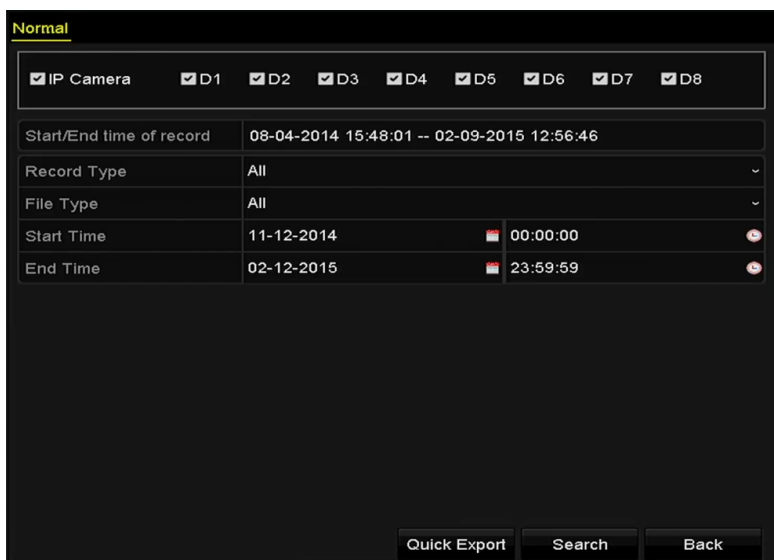 Normal
IP Camera D1 D2 D3 D4 D5 D6 D7 D8
Start/End time of record 08-04-2014 15:48:01 -- 02-09-2015 12:56:46
Record Type All
File Type All
Start Time 11-12-2014 00:00:00
End Time 02-12-2015 23:59:59
Quick Export Search Back